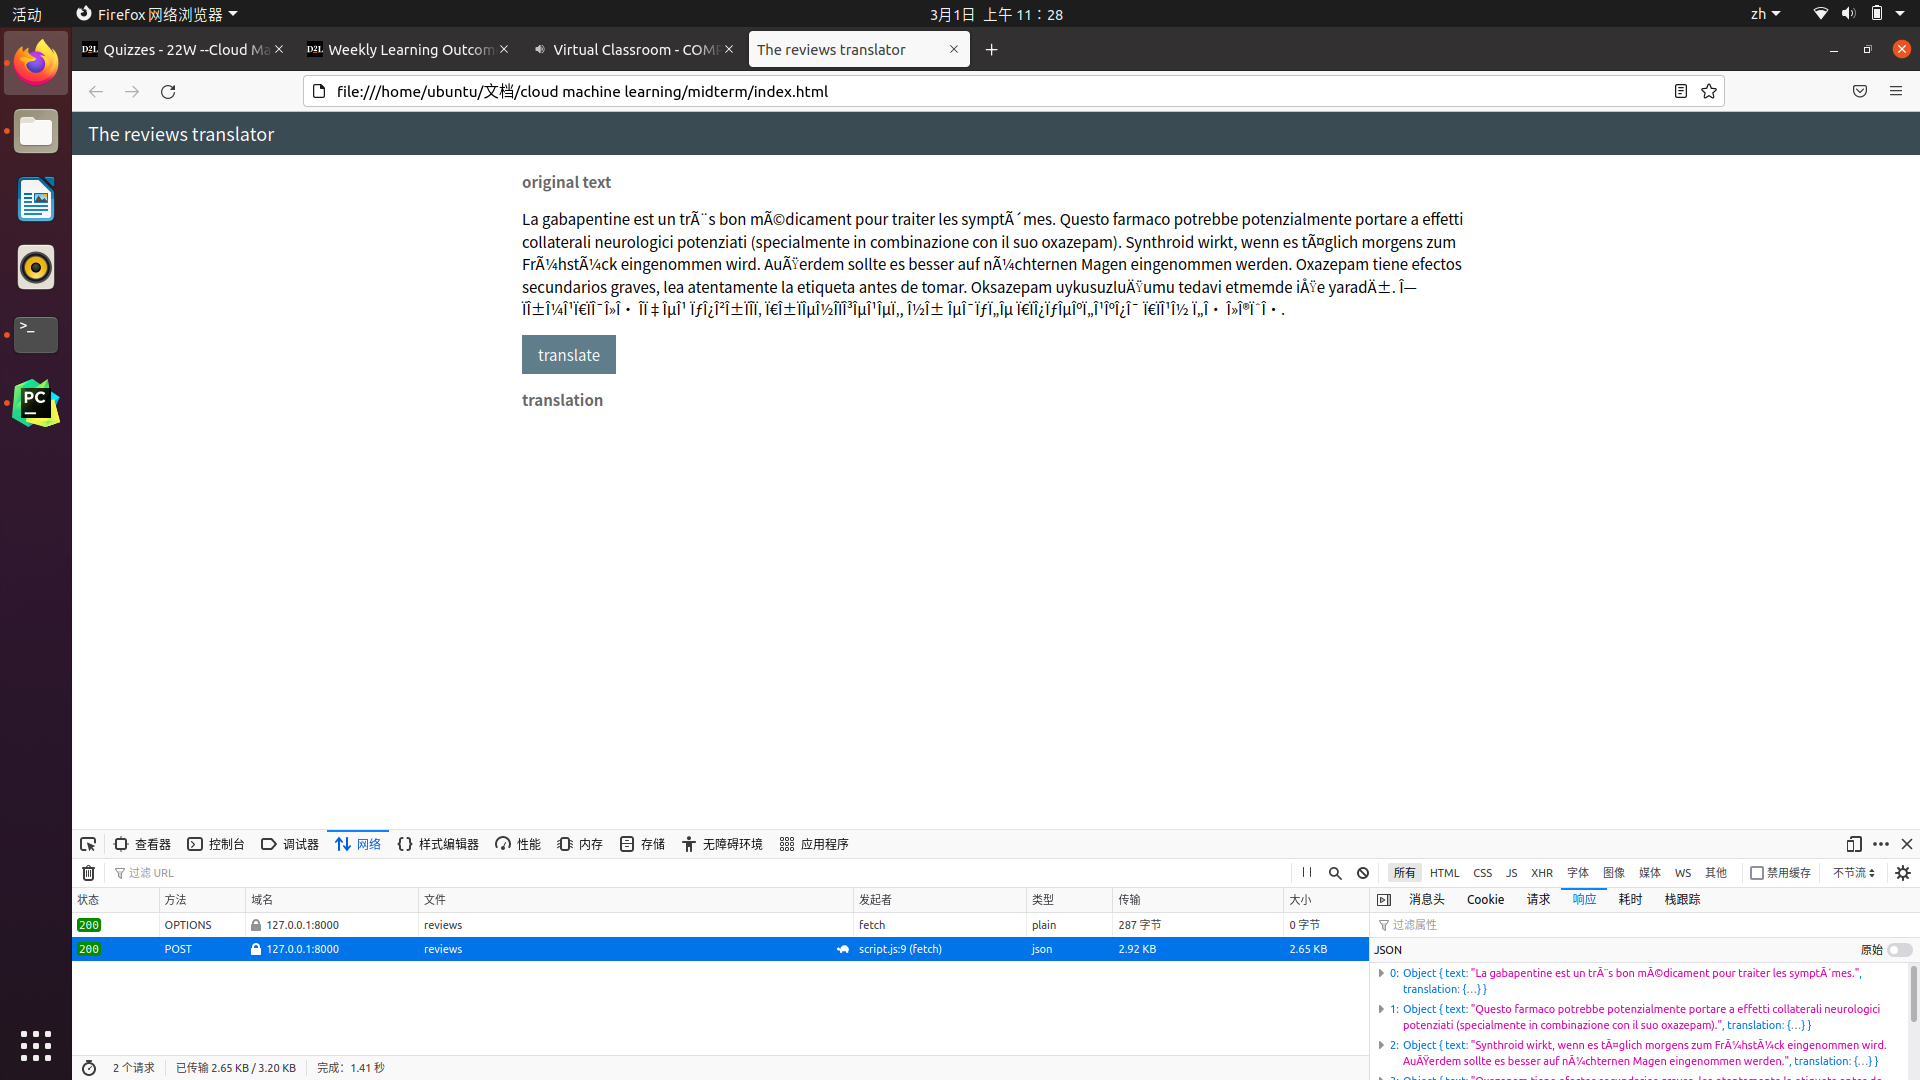 活动
Firefox 网络浏览器
3月1日 上午 11：28
zh
Quizzes - 22W --Cloud Ma
Weekly Learning Outcom
Virtual Classroom - COMP
The reviews translator
file:///home/ubuntu/文档/cloud machine learning/midterm/index.html
The reviews translator
original text
La gabapentine est un trÃ¨s bon mÃ©dicament pour traiter les symptÃ´mes. Questo farmaco potrebbe potenzialmente portare a effetti
collaterali neurologici potenziati (specialmente in combinazione con il suo oxazepam). Synthroid wirkt, wenn es tÃ¤glich morgens zum
FrÃ¼hstÃ¼ck eingenommen wird. AuÃŸerdem sollte es besser auf nÃ¼chternen Magen eingenommen werden. Oxazepam tiene efectos
secundarios graves, lea atentamente la etiqueta antes de tomar. Oksazepam uykusuzluÄŸumu tedavi etmemde iÅŸe yaradÄ±. Î—
translate
translation
查看器 控制台 调试器 网络 样式编辑器 性能 内存 存储 无障碍环境 应用程序
过滤 URL
所有 HTML CSS JS XHR 字体 图像 媒体 WS 其他 禁用缓存 不节流
状态 方法 域名 文件 发起者 类型 传输 大小
200 OPTIONS 127.0.0.1:8000 reviews fetch plain 287 字节 0 字节
200 POST 127.0.0.1:8000 reviews script.js:9 (fetch) json 2.92 KB 2.65 KB
消息头 Cookie 请求 响应 耗时 栈跟踪
过滤属性
JSON 原始
0: Object { text: "La gabapentine est un trÃ¨s bon mÃ©dicament pour traiter les symptÃ´mes.",
translation: {…} }
1: Object { text: "Questo farmaco potrebbe potenzialmente portare a effetti collaterali neurologici
potenziati (specialmente in combinazione con il suo oxazepam).", translation: {…} }
2: Object { text: "Synthroid wirkt, wenn es tÃ¤glich morgens zum FrÃ¼hstÃ¼ck eingenommen wird.
AuÃŸerdem sollte es besser auf nÃ¼chternen Magen eingenommen werden.", translation: {…} }
2 个请求 已传输 2.65 KB / 3.20 KB 完成：1.41 秒